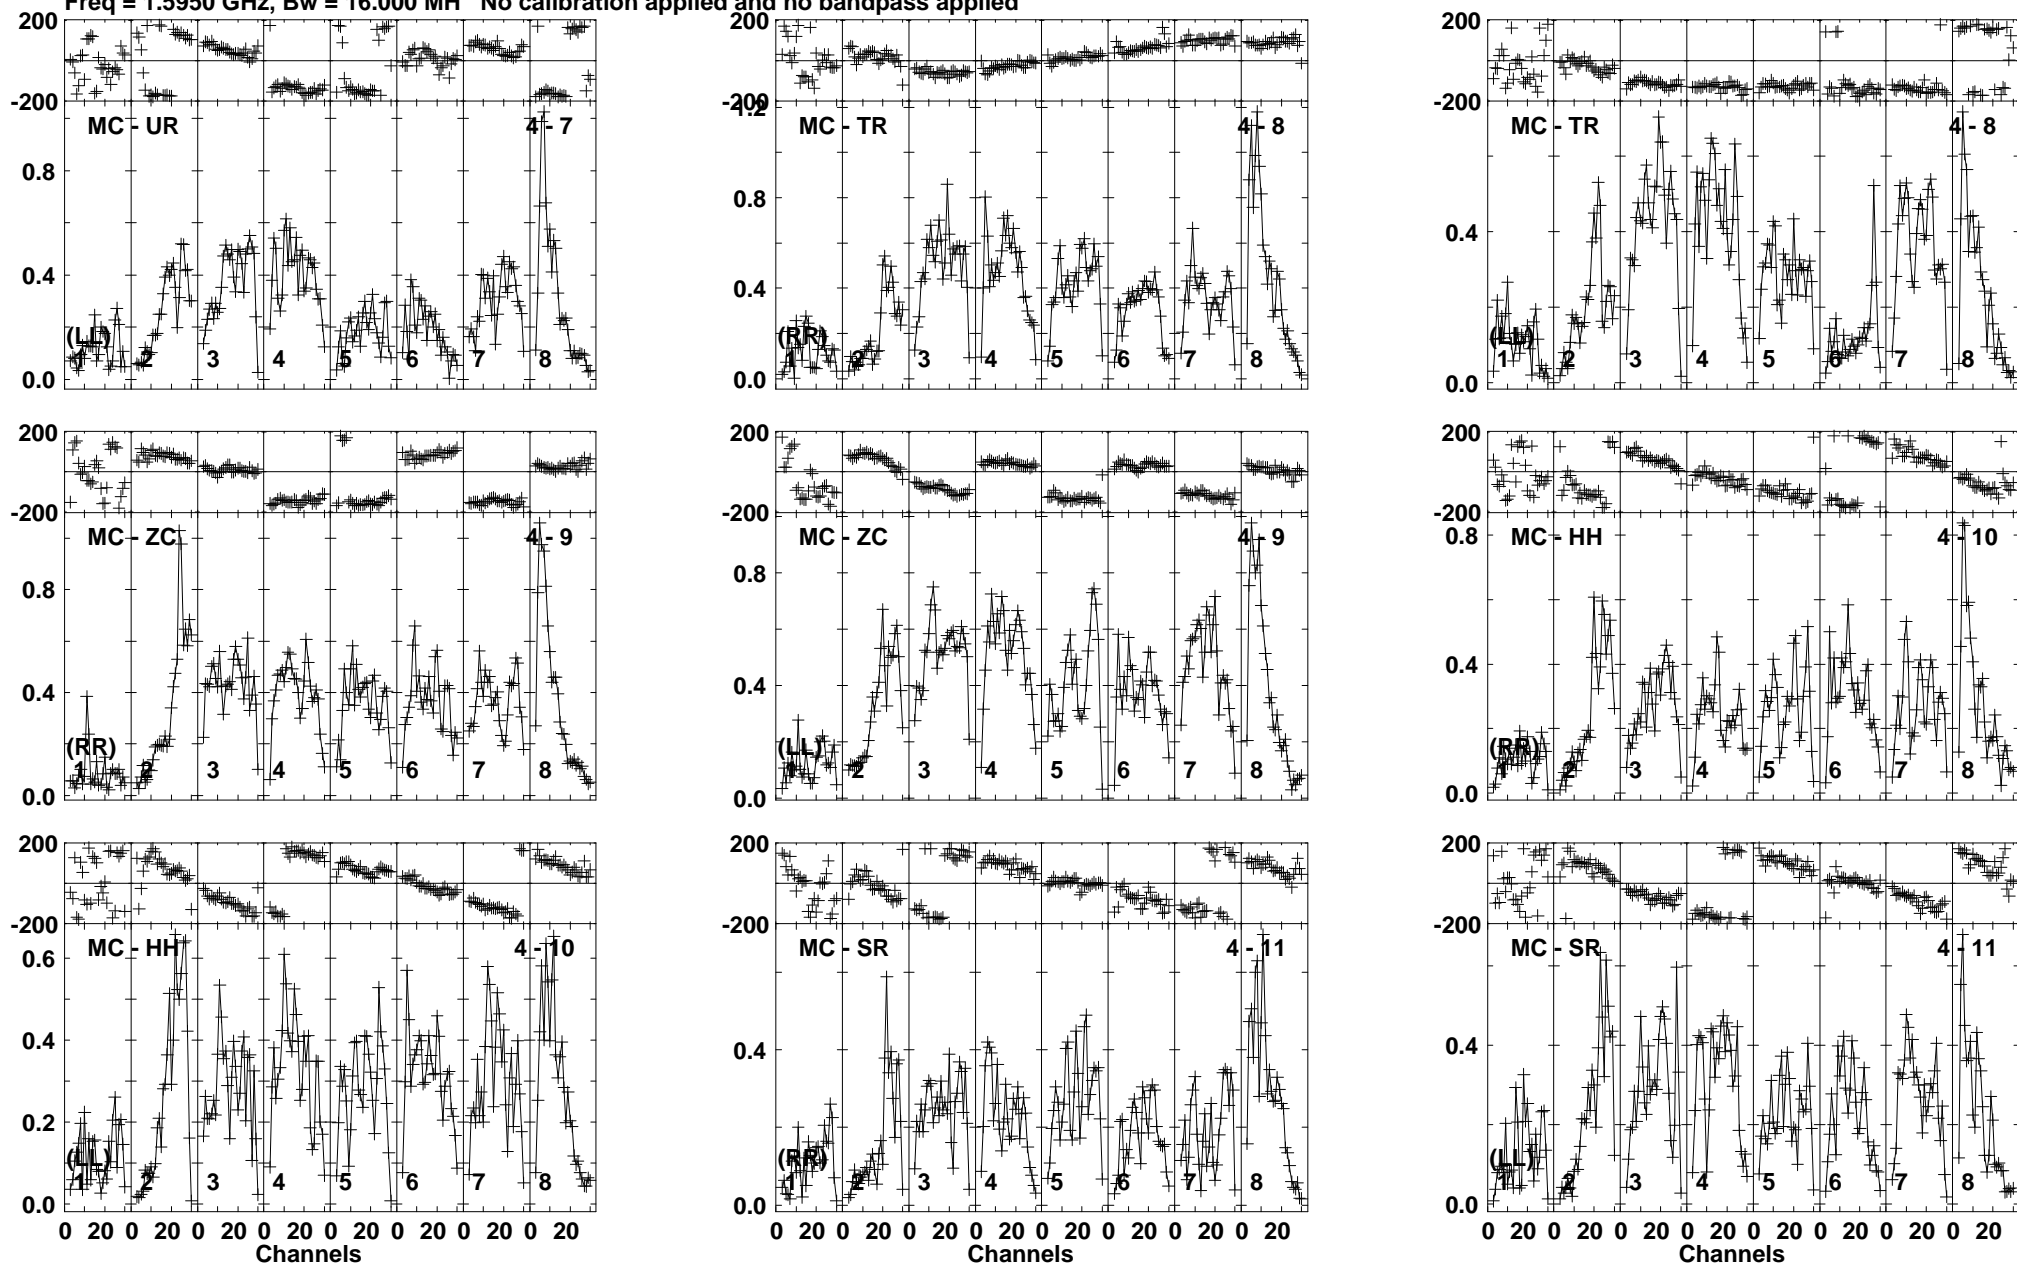 Freq = 1.5950 GHz, Bw = 16.000 MH No calibration applied and no bandpass applied
200
-200
MC - UR 4 - 7
0.8
0.4
0.0
(LL)
1 2 3 4 5 6 7 8
200
-200
1.2
MC - TR 4 - 8
0.8
0.4
0.0
(RR)
1 2 3 4 5 6 7 8
200
-200
MC - TR 4 - 8
0.4
0.0
(LL)
1 2 3 4 5 6 7 8
200
-200
MC - ZC 4 - 9
0.8
0.4
0.0
(RR)
1 2 3 4 5 6 7 8
200
-200
MC - ZC 4 - 9
0.8
0.4
0.0
(LL)
1 2 3 4 5 6 7 8
200
-200
MC - HH 4 - 10
0.8
0.4
0.0
(RR)
1 2 3 4 5 6 7 8
200
-200
MC - HH 4 - 10
0.6
0.4
0.2
0.0
(LL)
1 2 3 4 5 6 7 8
0 20 0 20 0 20 0 20 0 20 0 20 0 20 0 20
Channels
200
-200
MC - SR 4 - 11
0.4
0.0
(RR)
1 2 3 4 5 6 7 8
0 20 0 20 0 20 0 20 0 20 0 20 0 20 0 20
Channels
200
-200
MC - SR 4 - 11
0.4
0.0
(LL)
1 2 3 4 5 6 7 8
0 20 0 20 0 20 0 20 0 20 0 20 0 20 0 20
Channels